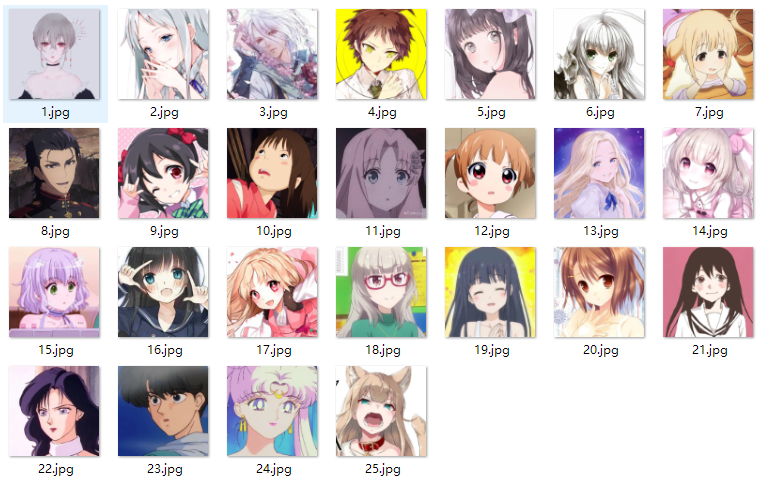 1.jpg 2.jpg 3.jpg 4.jpg 5.jpg 6.jpg 7.jpg
8.jpg 9.jpg 10.jpg 11.jpg 12.jpg 13.jpg 14.jpg
15.jpg 16.jpg 17.jpg 18.jpg 19.jpg 20.jpg 21.jpg
22.jpg 23.jpg 24.jpg 25.jpg